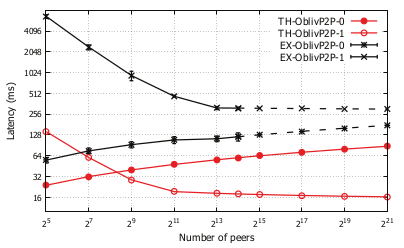 TH-OblivP2P-0
TH-OblivP2P-1
EX-OblivP2P-0
EX-OblivP2P-1
Latency (ms)
4096
2048
1024
512
256
128
64
32
16
2^5 2^7 2^9 2^11 2^13 2^15 2^17 2^19 2^21
Number of peers